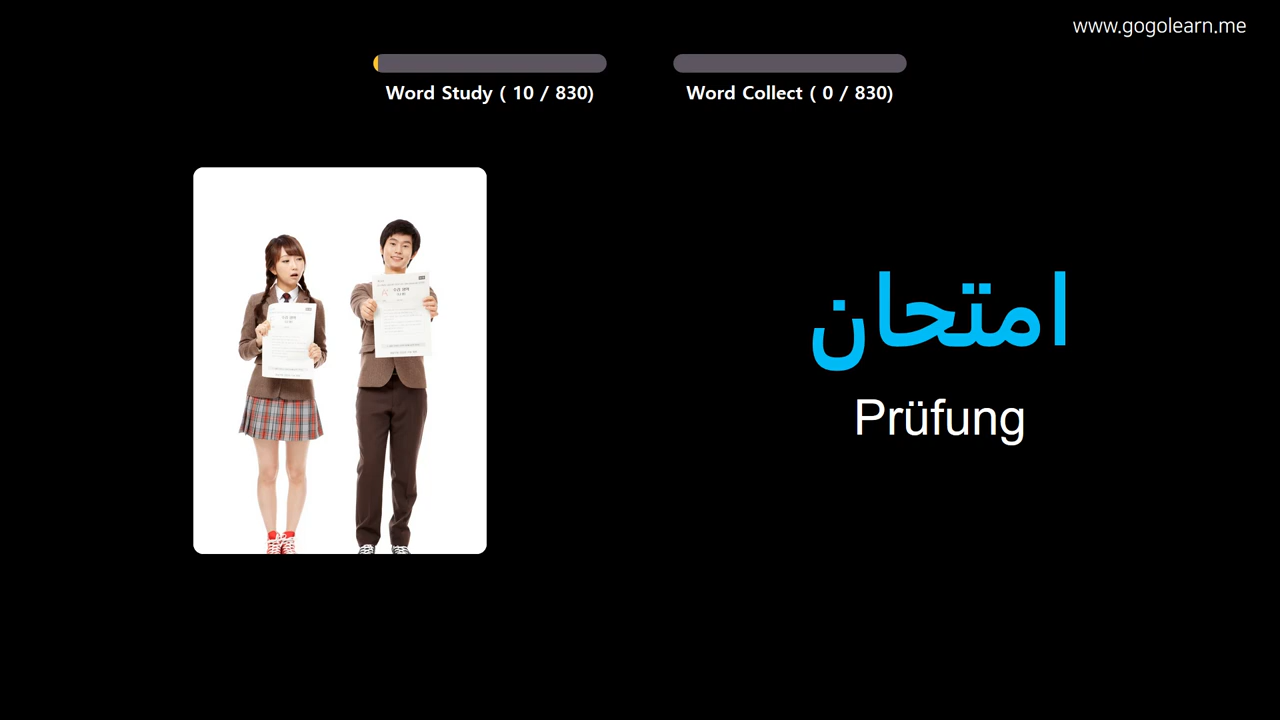 www.gogolearn.me
Word Study ( 10 / 830)
Word Collect ( 0 / 830)
امتحان
Prüfung